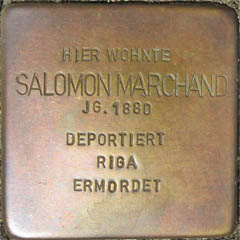 HIER WOHNTE
SALOMON MARCHAND
JG. 1880
DEPORTIERT
RIGA
ERMORDET